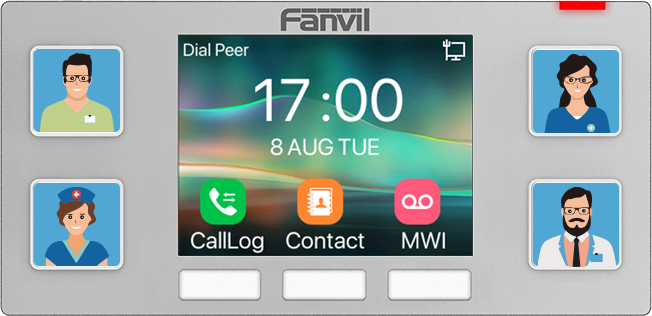 Fanvil
Dial Peer
17:00
8 AUG TUE
CallLog Contact MWI